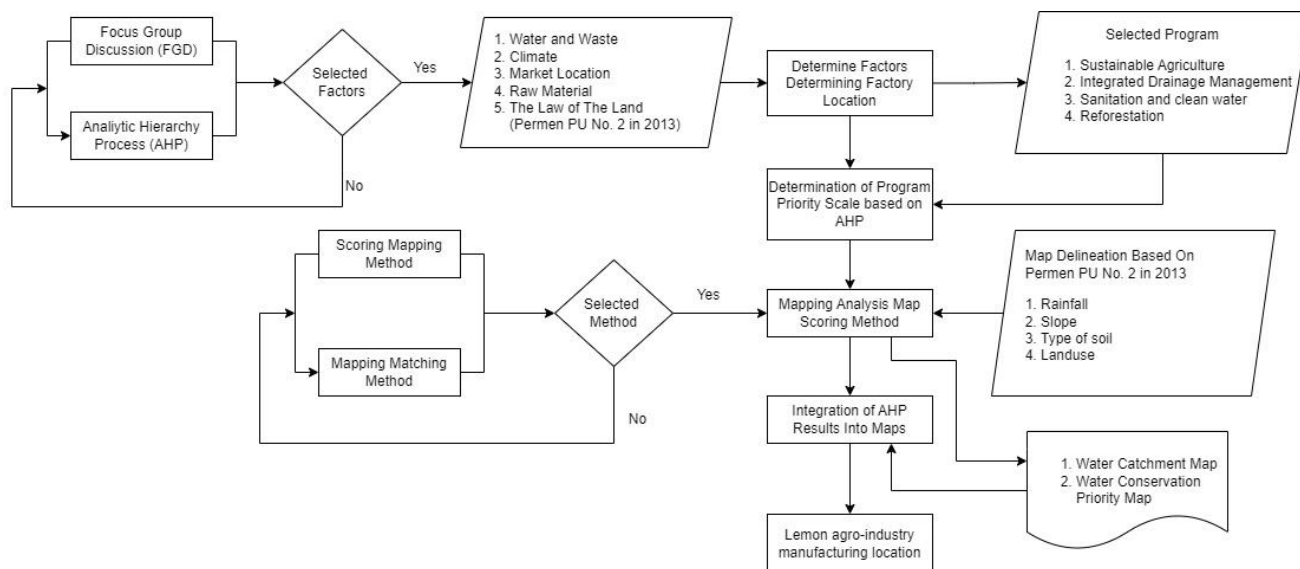 Focus Group
Discussion (FGD)
Analiytic Hierarchy
Process (AHP)
Selected
Factors
Yes
No
1. Water and Waste
2. Climate
3. Market Location
4. Raw Material
5. The Law of The Land
(Permen PU No. 2 in 2013)
Determine Factors
Determining Factory
Location
Selected Program
1. Sustainable Agriculture
2. Integrated Drainage Management
3. Sanitation and clean water
4. Reforestation
Determination of Program
Priority Scale based on
AHP
Scoring Mapping
Method
Mapping Matching
Method
Selected
Method
Yes
No
Mapping Analysis Map
Scoring Method
Map Delineation Based On
Permen PU No. 2 in 2013
1. Rainfall
2. Slope
3. Type of soil
4. Landuse
Integration of AHP
Results Into Maps
1. Water Catchment Map
2. Water Conservation
Priority Map
Lemon agro-industry
manufacturing location